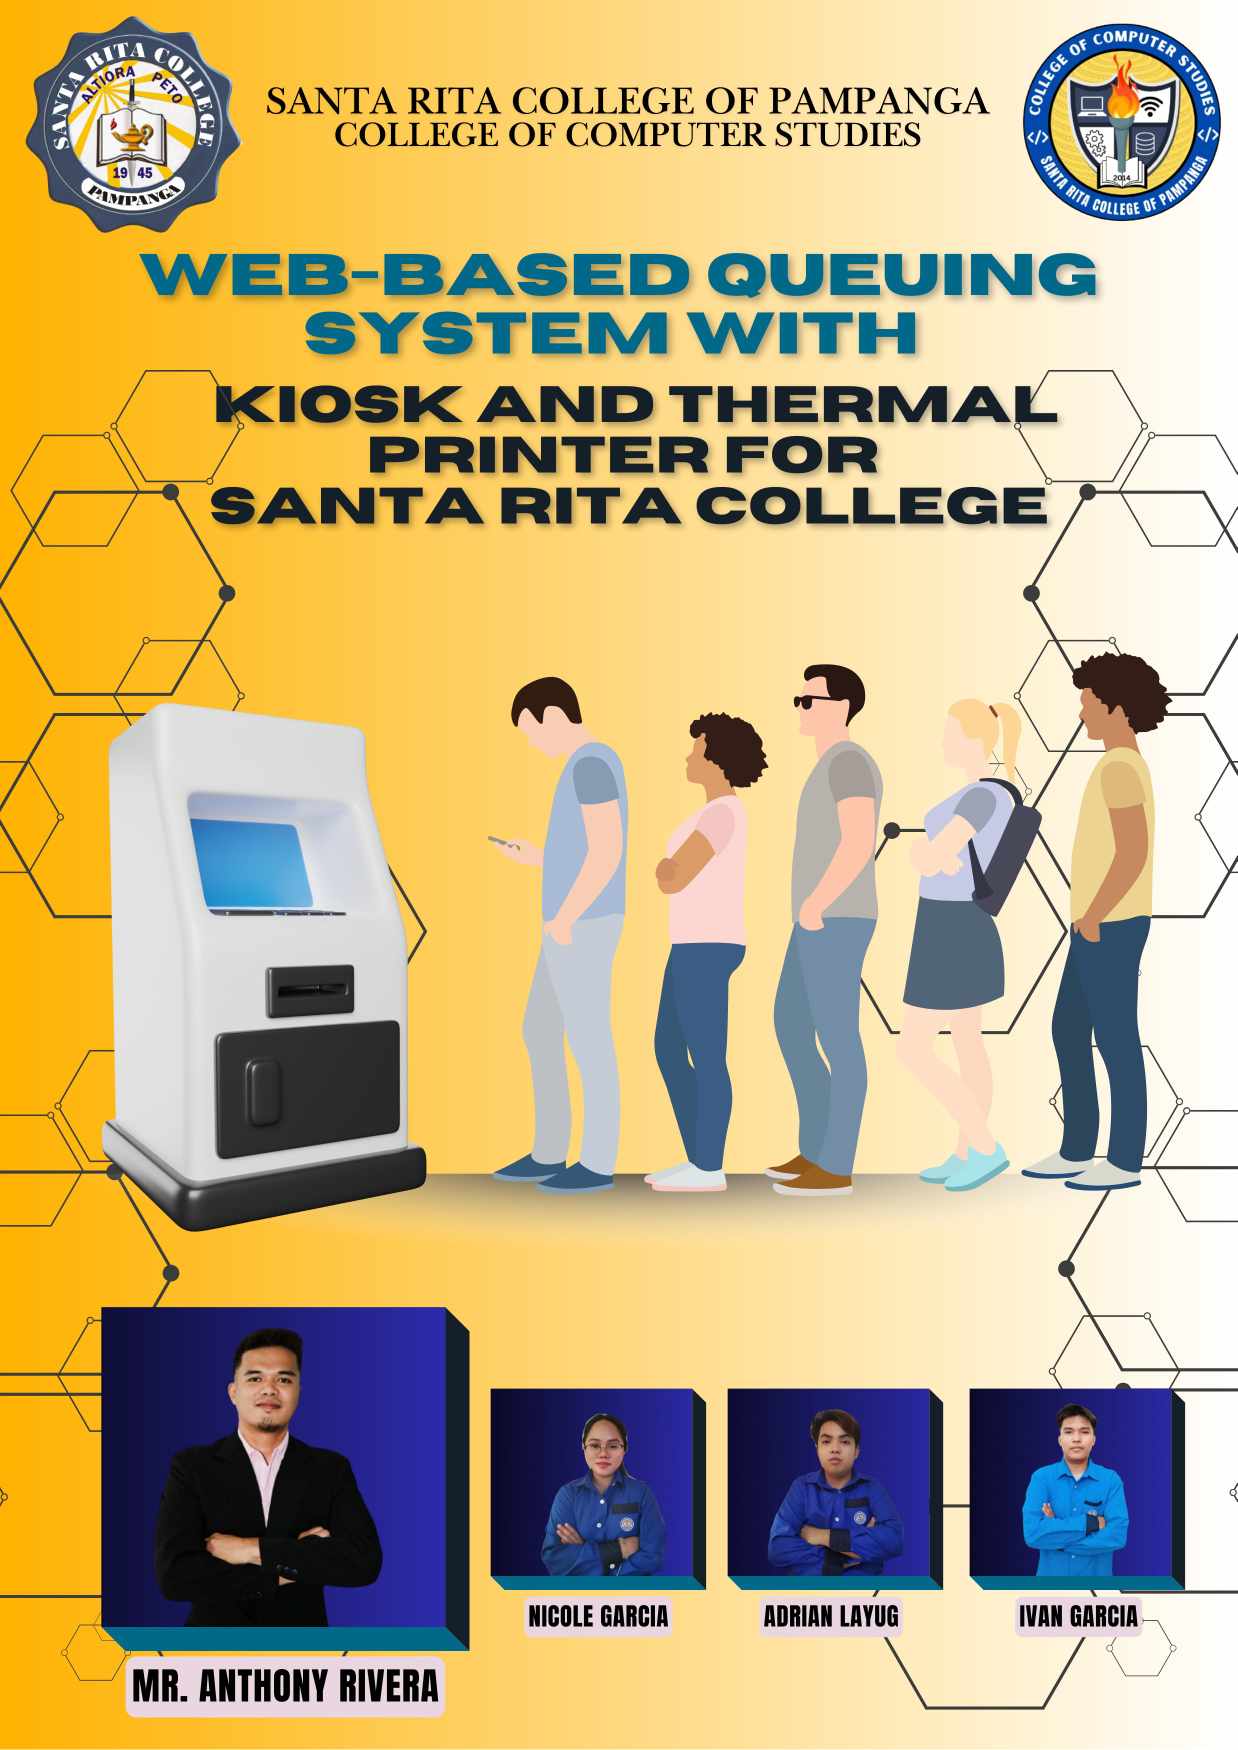 SANTA RITA COLLEGE
ALTIORA PETO
19 45
PAMPANGA
SANTA RITA COLLEGE OF PAMPANGA
COLLEGE OF COMPUTER STUDIES
COLLEGE OF COMPUTER STUDIES
</> </>
2014
SANTA RITA COLLEGE OF PAMPANGA
WEB-BASED QUEUING
SYSTEM WITH
KIOSK AND THERMAL
PRINTER FOR
SANTA RITA COLLEGE
NICOLE GARCIA
ADRIAN LAYUG
IVAN GARCIA
MR. ANTHONY RIVERA